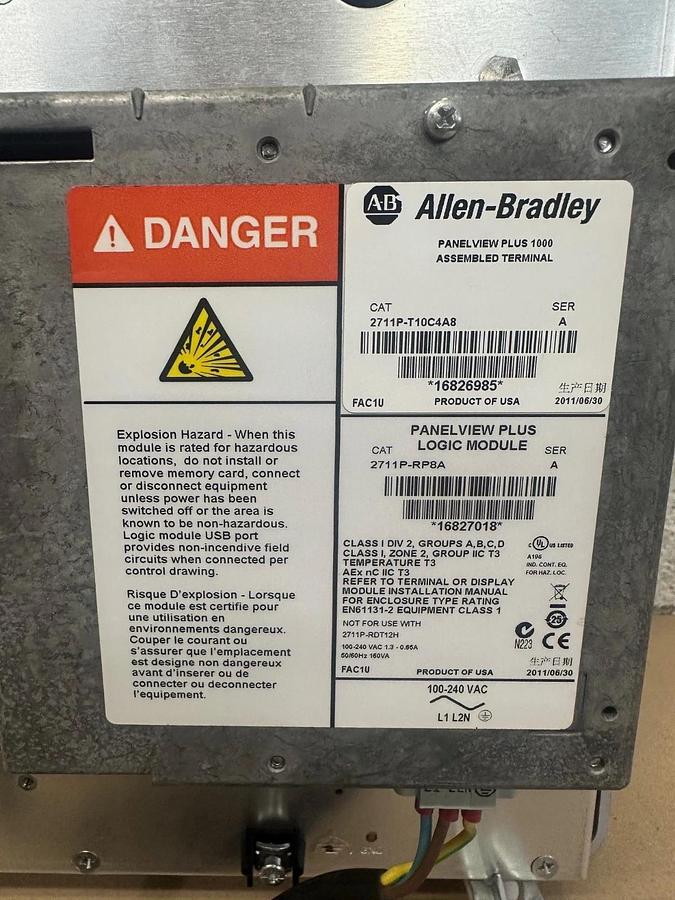 DANGER
Explosion Hazard - When this
module is rated for hazardous
locations, do not install or
remove memory card, connect
or disconnect equipment
unless power has been
switched off or the area is
known to be non-hazardous.
Logic module USB port
provides non-incendive field
circuits when connected per
control drawing.
Risque D'explosion - Lorsque
ce module est certifie pour
une utilisation en
environnements dangereux.
Couper le courant ou
s'assurer que l'emplacement
est designe non dangereux
avant d'inserer ou de
connecter ou deconnecter
l'equipement.
AB Allen-Bradley
PANELVIEW PLUS 1000
ASSEMBLED TERMINAL
CAT SER
2711P-T10C4A8 A
*16826985*
生产日期
FAC1U PRODUCT OF USA 2011/06/30
PANELVIEW PLUS
LOGIC MODULE
CAT SER
2711P-RP8A A
*16827018*
CLASS I DIV 2, GROUPS A,B,C,D
CLASS I, ZONE 2, GROUP IIC T3
TEMPERATURE T3
AEx nC IIC T3
REFER TO TERMINAL OR DISPLAY
MODULE INSTALLATION MANUAL
FOR ENCLOSURE TYPE RATING
EN61131-2 EQUIPMENT CLASS 1
c UL US LISTED
A196
IND. CONT. EQ.
FOR HAZ. LOC.
25
N223 CE
NOT FOR USE WITH
2711P-RDT12H
100-240 VAC 1.3 - 0.65A
50/60Hz 160VA
生产日期
FAC1U PRODUCT OF USA 2011/06/30
100-240 VAC
L1 L2N
L1 L2N